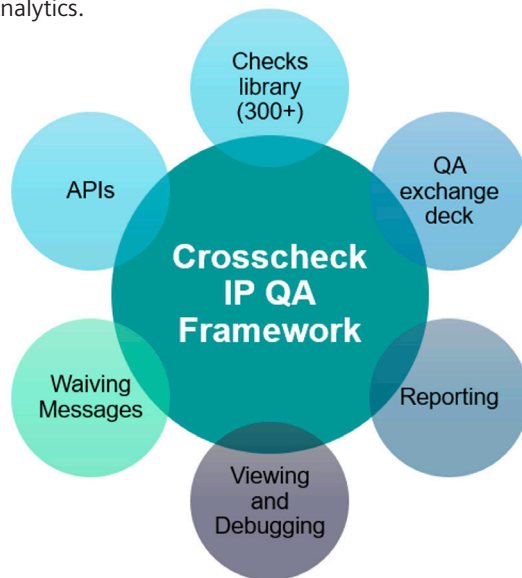 nalytics.
Checks
library
(300+)
QA
exchange
deck
APIs
Crosscheck
IP QA
Framework
Waiving
Messages
Reporting
Viewing
and
Debugging